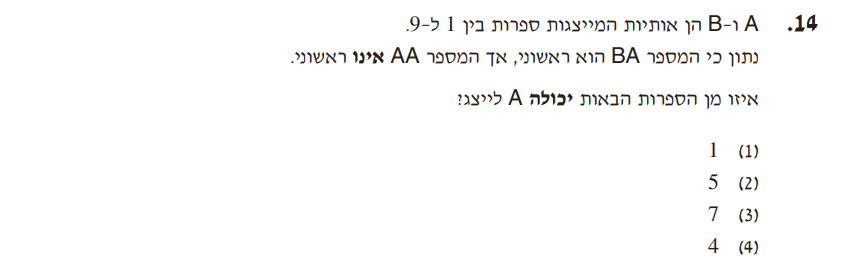 14. A ו-B הן אותיות המייצגות ספרות בין 1 ל-9.
נתון כי המספר BA הוא ראשוני, אך המספר AA אינו ראשוני.
איזו מן הספרות הבאות יכולה A לייצג?
(1) 1
(2) 5
(3) 7
(4) 4